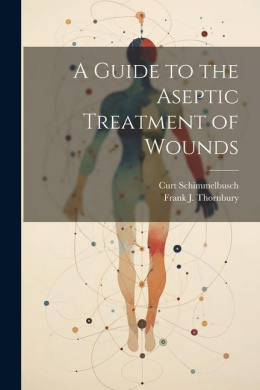 A Guide to the
Aseptic
Treatment of
Wounds
Curt Schimmelbusch
Frank J. Thornbury